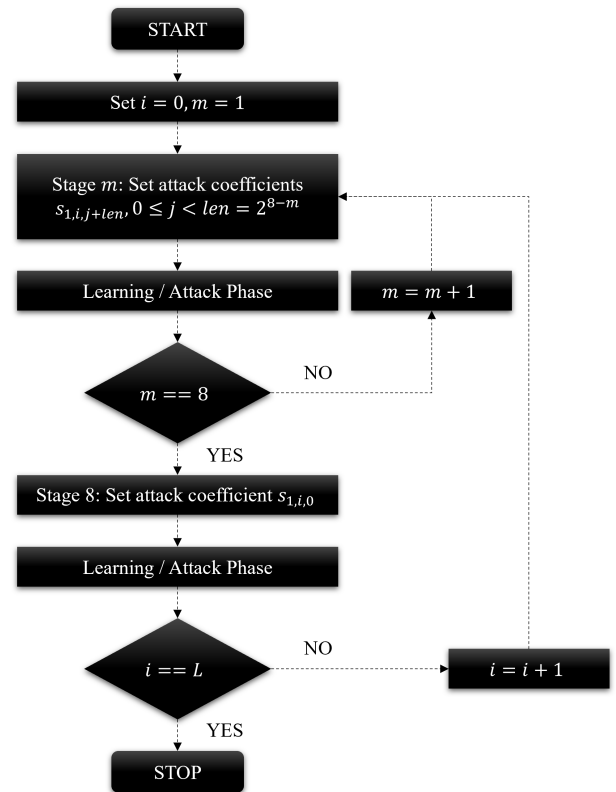 START
Set $i = 0, m = 1$
Stage $m$: Set attack coefficients
$s_{1,i,j+len}, 0 \leq j < len = 2^{8-m}$
Learning / Attack Phase
$m = m + 1$
$m == 8$
NO
YES
Stage 8: Set attack coefficient $s_{1,i,0}$
Learning / Attack Phase
$i == L$
NO
$i = i + 1$
YES
STOP